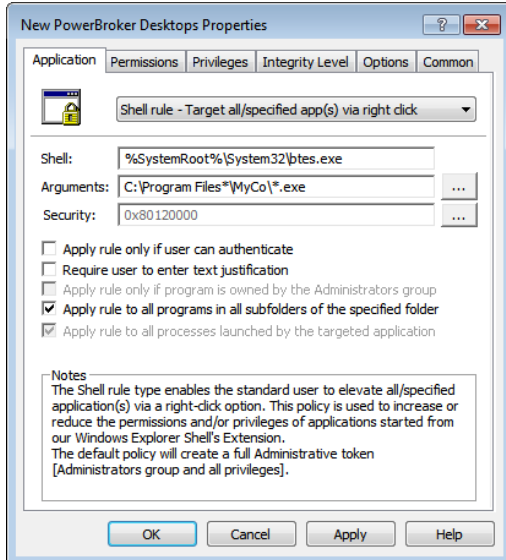 New PowerBroker Desktops Properties
Application Permissions Privileges Integrity Level Options Common
Shell rule - Target all/specified app(s) via right click
Shell: %SystemRoot%\System32\btes.exe
Arguments: C:\Program Files*\MyCo\*.exe ...
Security: 0x80120000 ...
Apply rule only if user can authenticate
Require user to enter text justification
Apply rule only if program is owned by the Administrators group
Apply rule to all programs in all subfolders of the specified folder
Apply rule to all processes launched by the targeted application
Notes
The Shell rule type enables the standard user to elevate all/specified
application(s) via a right-click option. This policy is used to increase or
reduce the permissions and/or privileges of applications started from
our Windows Explorer Shell's Extension.
The default policy will create a full Administrative token
[Administrators group and all privileges].
OK Cancel Apply Help